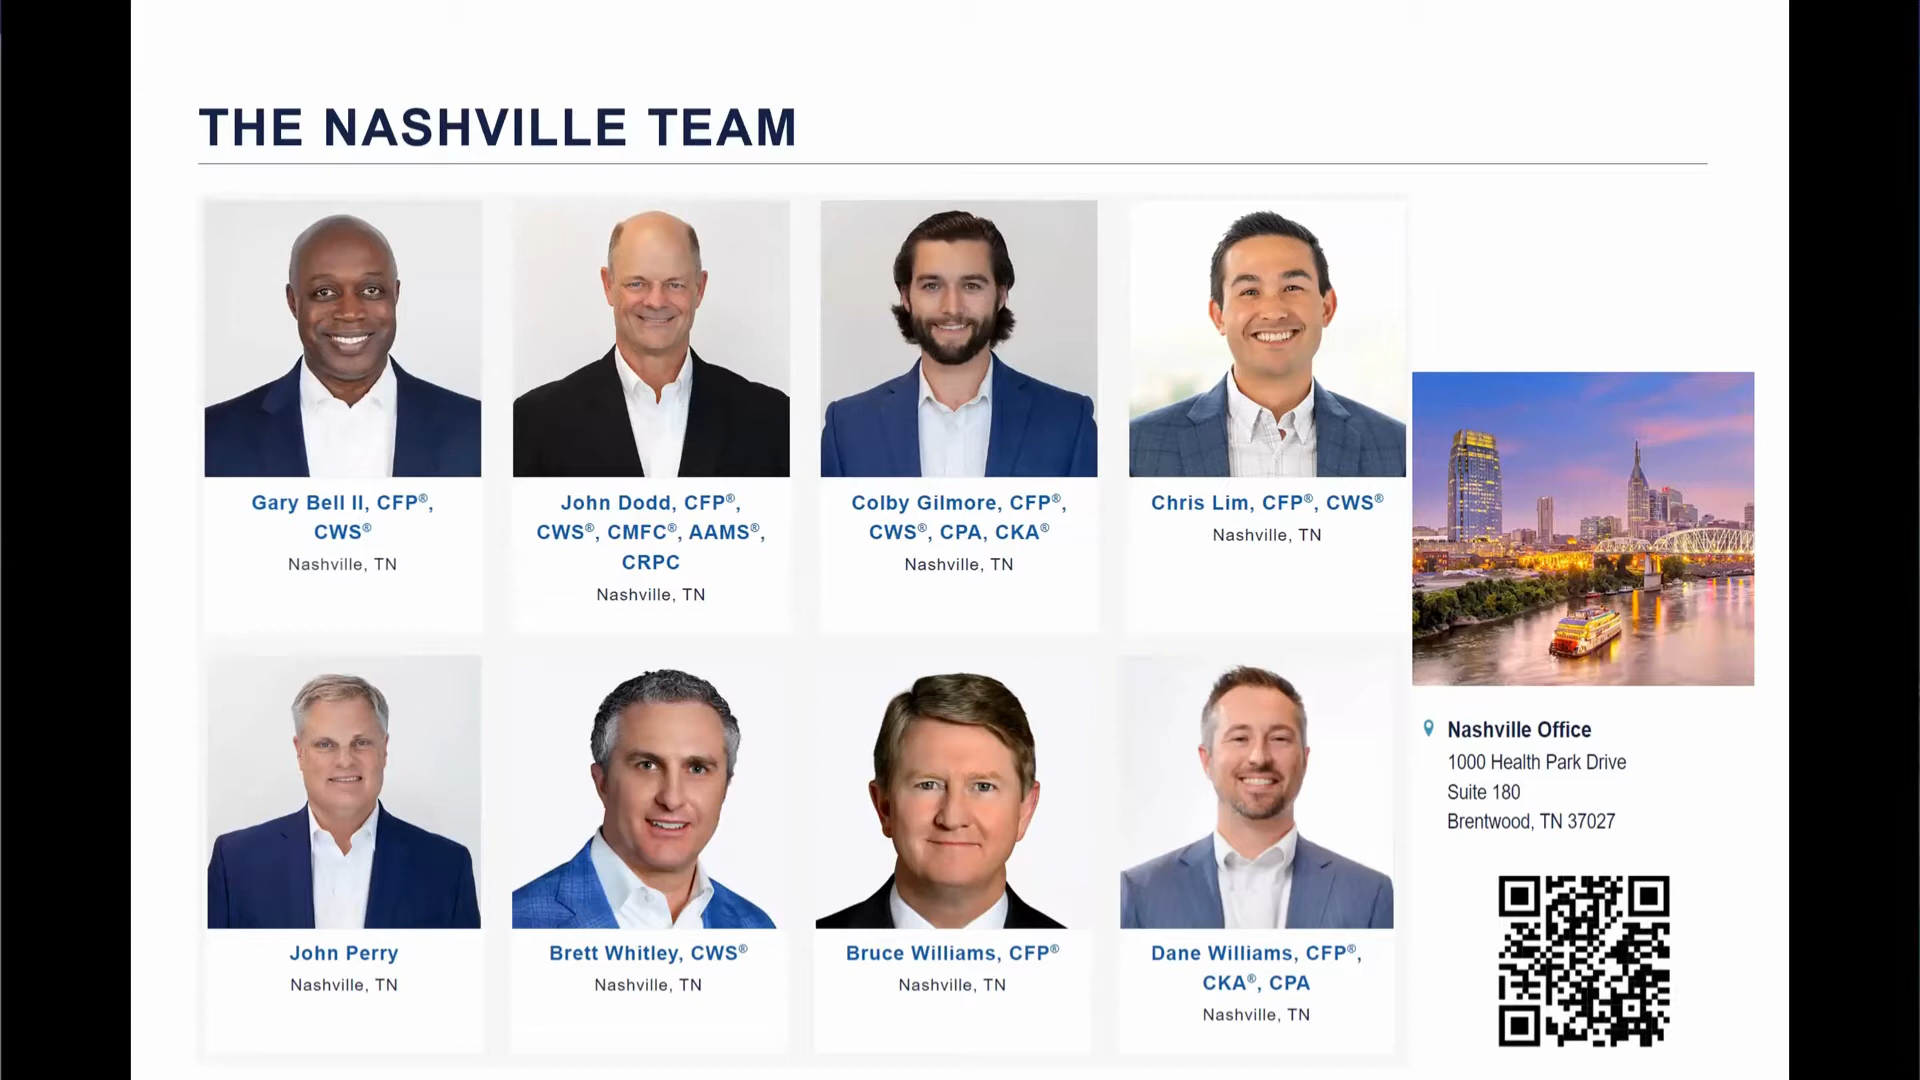 THE NASHVILLE TEAM
Gary Bell II, CFP®,
CWS®
Nashville, TN
John Dodd, CFP®,
CWS®, CMFC®, AAMS®,
CRPC
Nashville, TN
Colby Gilmore, CFP®,
CWS®, CPA, CKA®
Nashville, TN
Chris Lim, CFP®, CWS®
Nashville, TN
John Perry
Nashville, TN
Brett Whitley, CWS®
Nashville, TN
Bruce Williams, CFP®
Nashville, TN
Dane Williams, CFP®,
CKA®, CPA
Nashville, TN
Nashville Office
1000 Health Park Drive
Suite 180
Brentwood, TN 37027